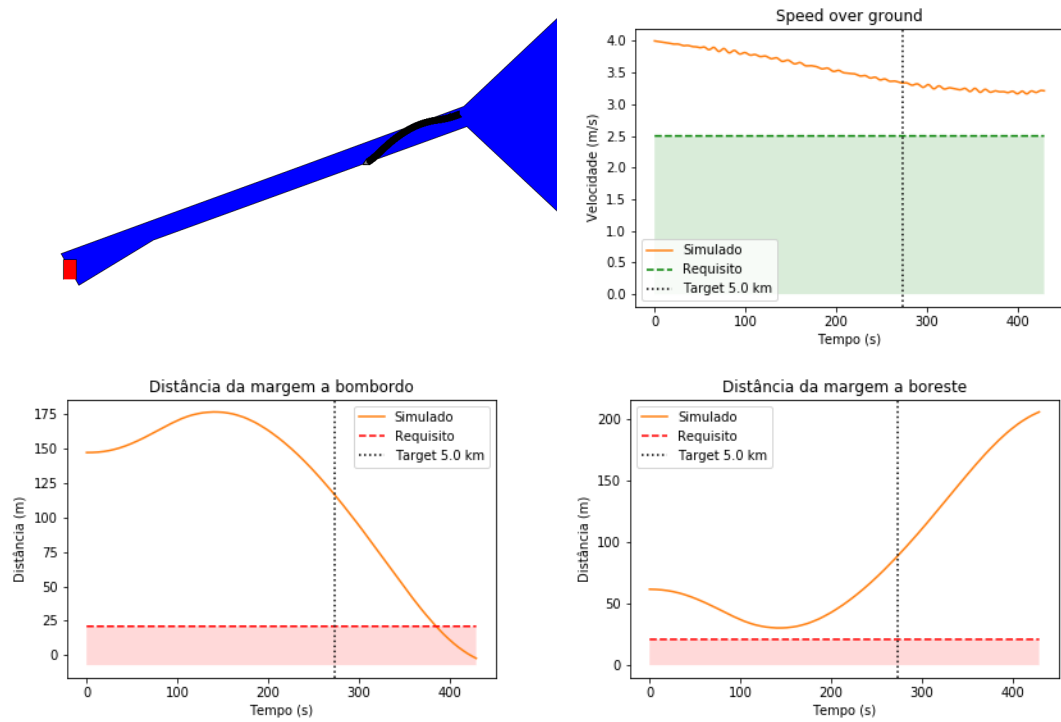 Speed over ground
Velocidade (m/s)
4.0
3.5
3.0
2.5
2.0
1.5
1.0
0.5
0.0
Simulado
Requisito
Target 5.0 km
0
100
200
300
400
Tempo (s)
Distância da margem a bombordo
Distância (m)
175
150
125
100
75
50
25
0
Simulado
Requisito
Target 5.0 km
0
100
200
300
400
Tempo (s)
Distância da margem a boreste
Distância (m)
200
150
100
50
0
Simulado
Requisito
Target 5.0 km
0
100
200
300
400
Tempo (s)